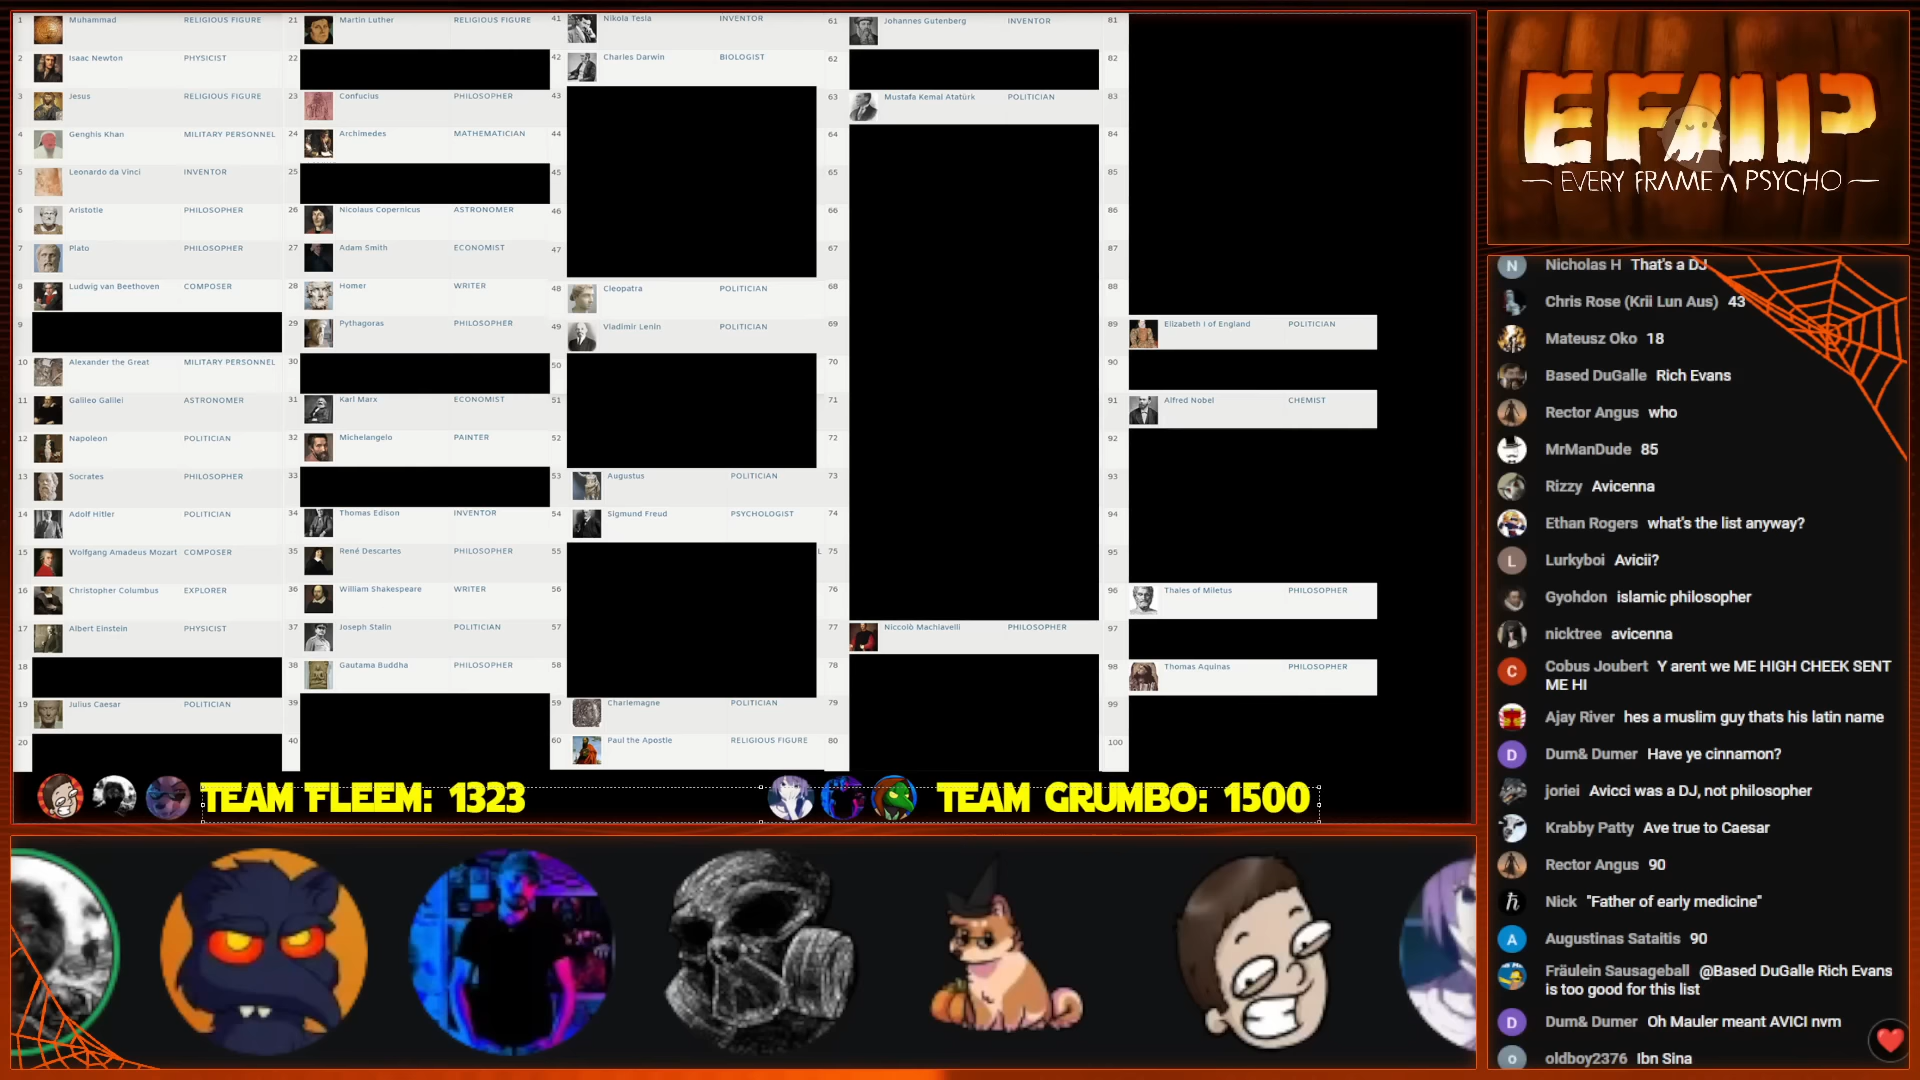 1 Muhammad RELIGIOUS FIGURE
2 Isaac Newton PHYSICIST
3 Jesus RELIGIOUS FIGURE
4 Genghis Khan MILITARY PERSONNEL
5 Leonardo da Vinci INVENTOR
6 Aristotle PHILOSOPHER
7 Plato PHILOSOPHER
8 Ludwig van Beethoven COMPOSER
9
10 Alexander the Great MILITARY PERSONNEL
11 Galileo Galilei ASTRONOMER
12 Napoleon POLITICIAN
13 Socrates PHILOSOPHER
14 Adolf Hitler POLITICIAN
15 Wolfgang Amadeus Mozart COMPOSER
16 Christopher Columbus EXPLORER
17 Albert Einstein PHYSICIST
18
19 Julius Caesar POLITICIAN
20
21 Martin Luther RELIGIOUS FIGURE
22
23 Confucius PHILOSOPHER
24 Archimedes MATHEMATICIAN
25
26 Nicolaus Copernicus ASTRONOMER
27 Adam Smith ECONOMIST
28 Homer WRITER
29 Pythagoras PHILOSOPHER
30
31 Karl Marx ECONOMIST
32 Michelangelo PAINTER
33
34 Thomas Edison INVENTOR
35 René Descartes PHILOSOPHER
36 William Shakespeare WRITER
37 Joseph Stalin POLITICIAN
38 Gautama Buddha PHILOSOPHER
39
40
41 Nikola Tesla INVENTOR
42 Charles Darwin BIOLOGIST
43
44
45
46
47
48 Cleopatra POLITICIAN
49 Vladimir Lenin POLITICIAN
50
51
52
53 Augustus POLITICIAN
54 Sigmund Freud PSYCHOLOGIST
55
56
57
58
59 Charlemagne POLITICIAN
60 Paul the Apostle RELIGIOUS FIGURE
61 Johannes Gutenberg INVENTOR
62
63 Mustafa Kemal Atatürk POLITICIAN
64
65
66
67
68
69
70
71
72
73
74
L 75
76
77 Niccolò Machiavelli PHILOSOPHER
78
79
80
81
82
83
84
85
86
87
88
89 Elizabeth I of England POLITICIAN
90
91 Alfred Nobel CHEMIST
92
93
94
95
96 Thales of Miletus PHILOSOPHER
97
98 Thomas Aquinas PHILOSOPHER
99
100
TEAM FLEEM: 1323
TEAM GRUMBO: 1500
EFAP
EVERY FRAME A PSYCHO
N Nicholas H That's a DJ
Chris Rose (Krii Lun Aus) 43
Mateusz Oko 18
Based DuGalle Rich Evans
Rector Angus who
MrManDude 85
Rizzy Avicenna
Ethan Rogers what's the list anyway?
L Lurkyboi Avicii?
Gyohdon islamic philosopher
nicktree avicenna
C Cobus Joubert Y arent we ME HIGH CHEEK SENT
ME HI
Ajay River hes a muslim guy thats his latin name
D Dum& Dumer Have ye cinnamon?
joriei Avicci was a DJ, not philosopher
Krabby Patty Ave true to Caesar
Rector Angus 90
ℏ Nick "Father of early medicine"
A Augustinas Sataitis 90
Fräulein Sausageball @Based DuGalle Rich Evans
is too good for this list
D Dum& Dumer Oh Mauler meant AVICI nvm
o oldboy2376 Ibn Sina